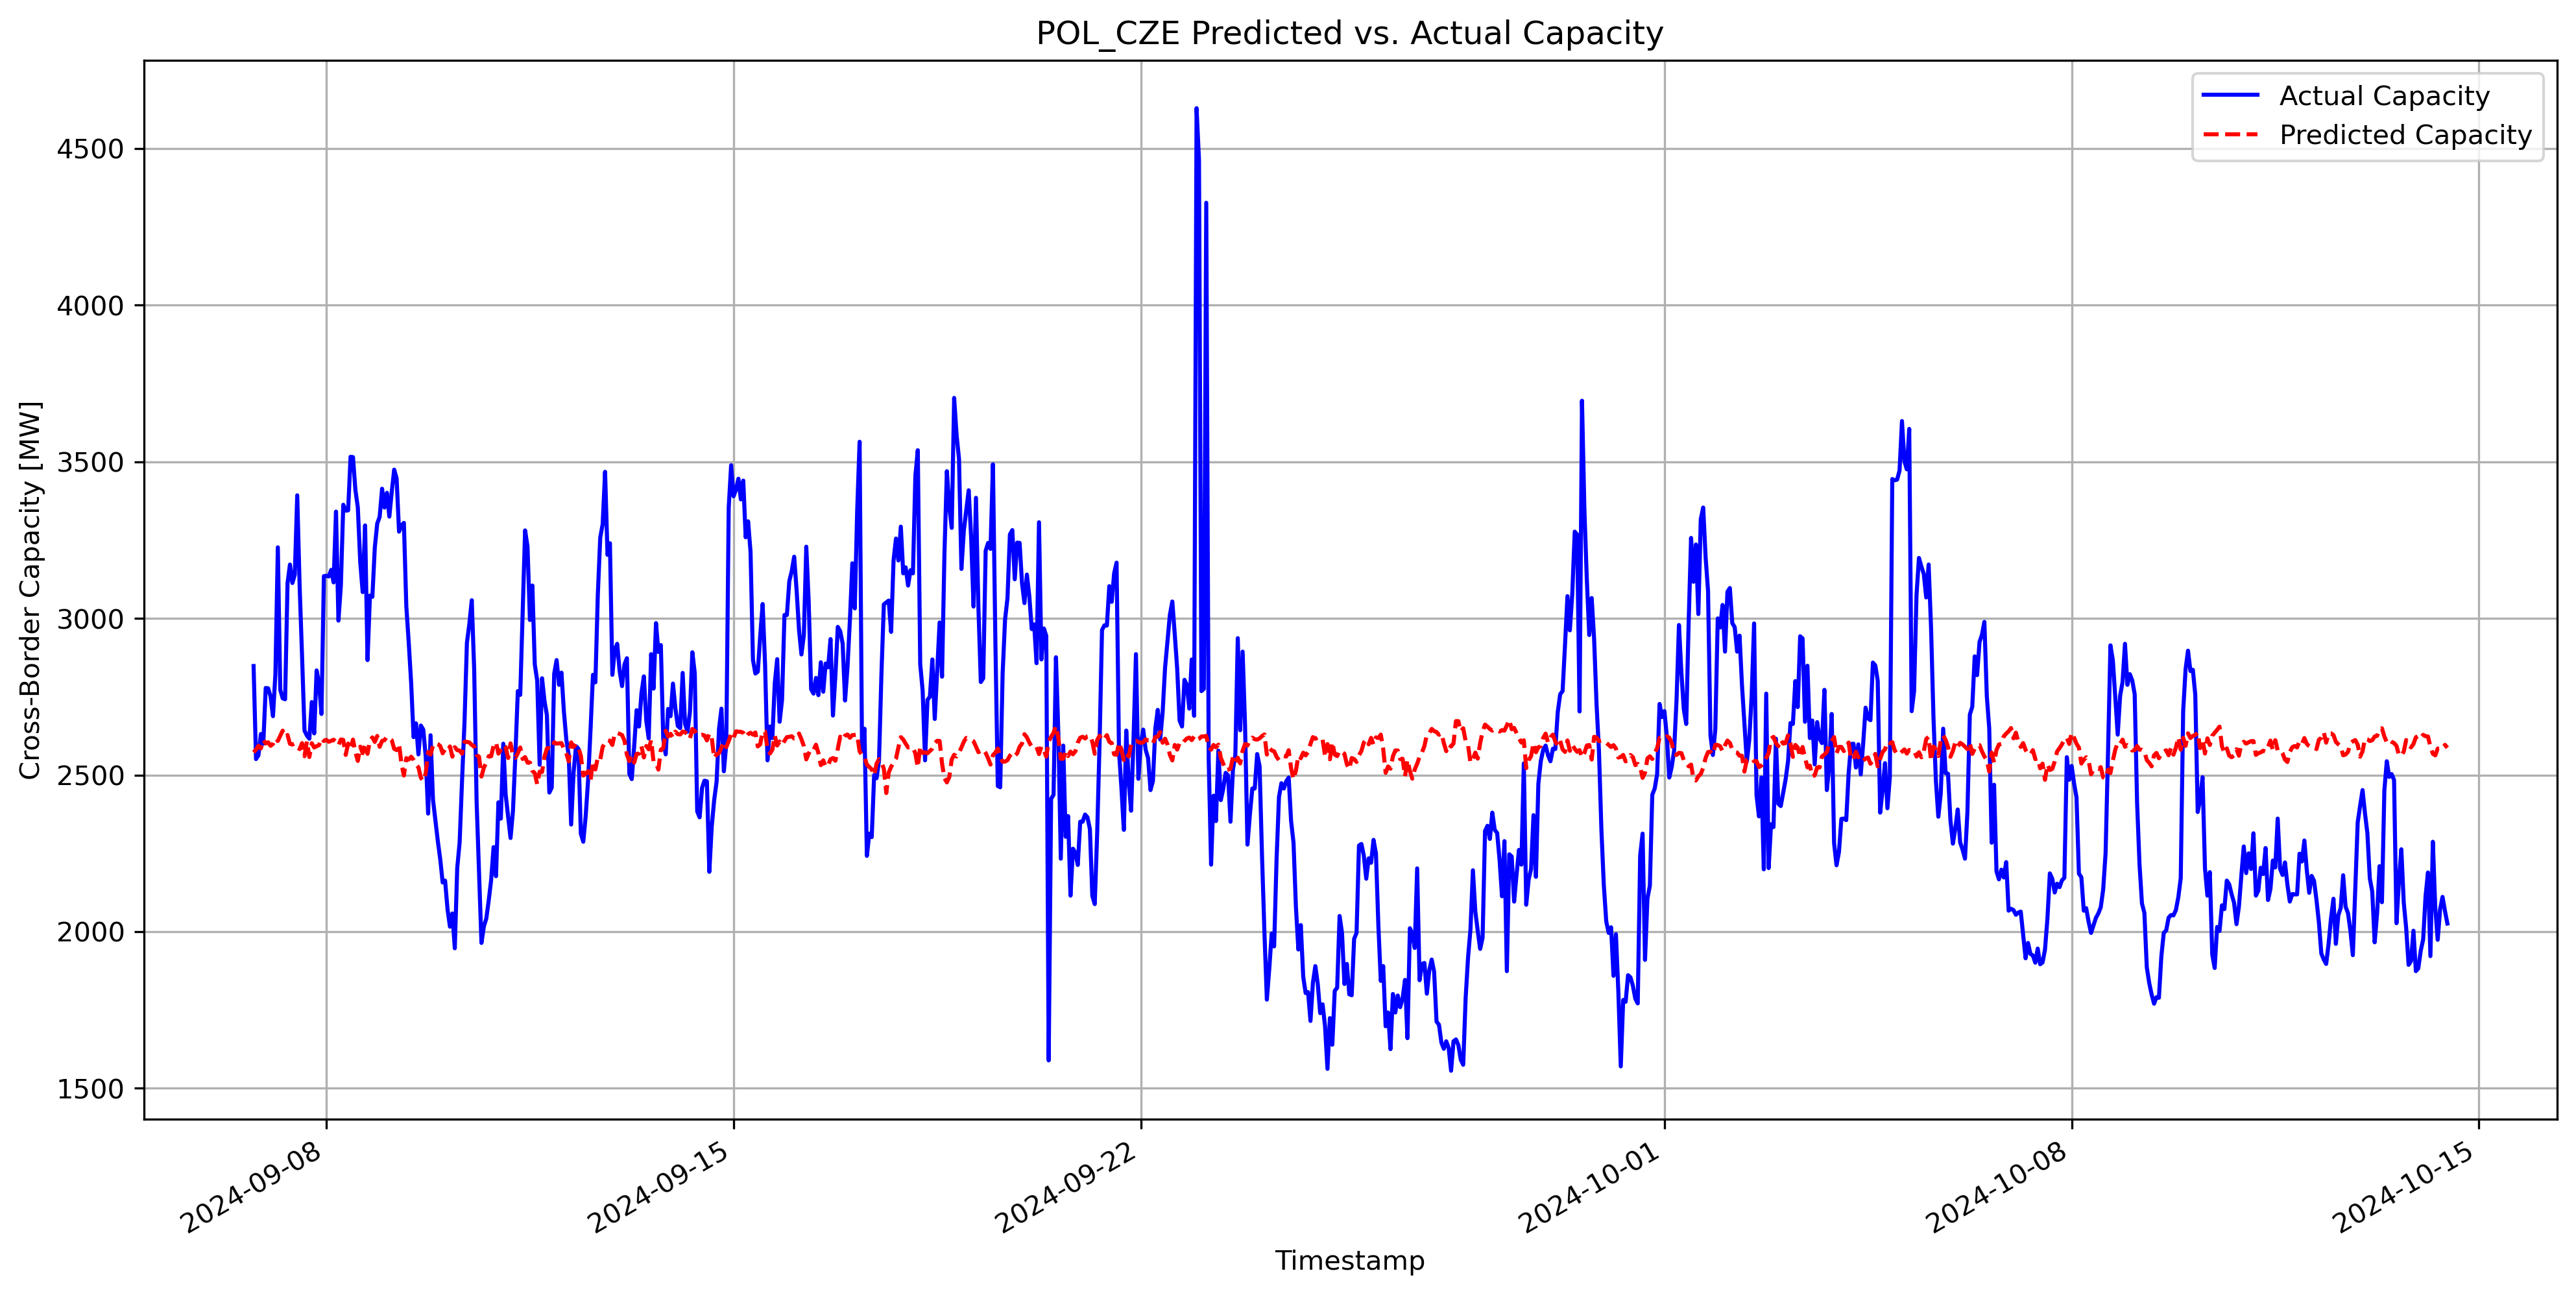 POL_CZE Predicted vs. Actual Capacity
Actual Capacity
Predicted Capacity
Cross-Border Capacity [MW]
4500
4000
3500
3000
2500
2000
1500
2024-09-08
2024-09-15
2024-09-22
2024-10-01
2024-10-08
2024-10-15
Timestamp